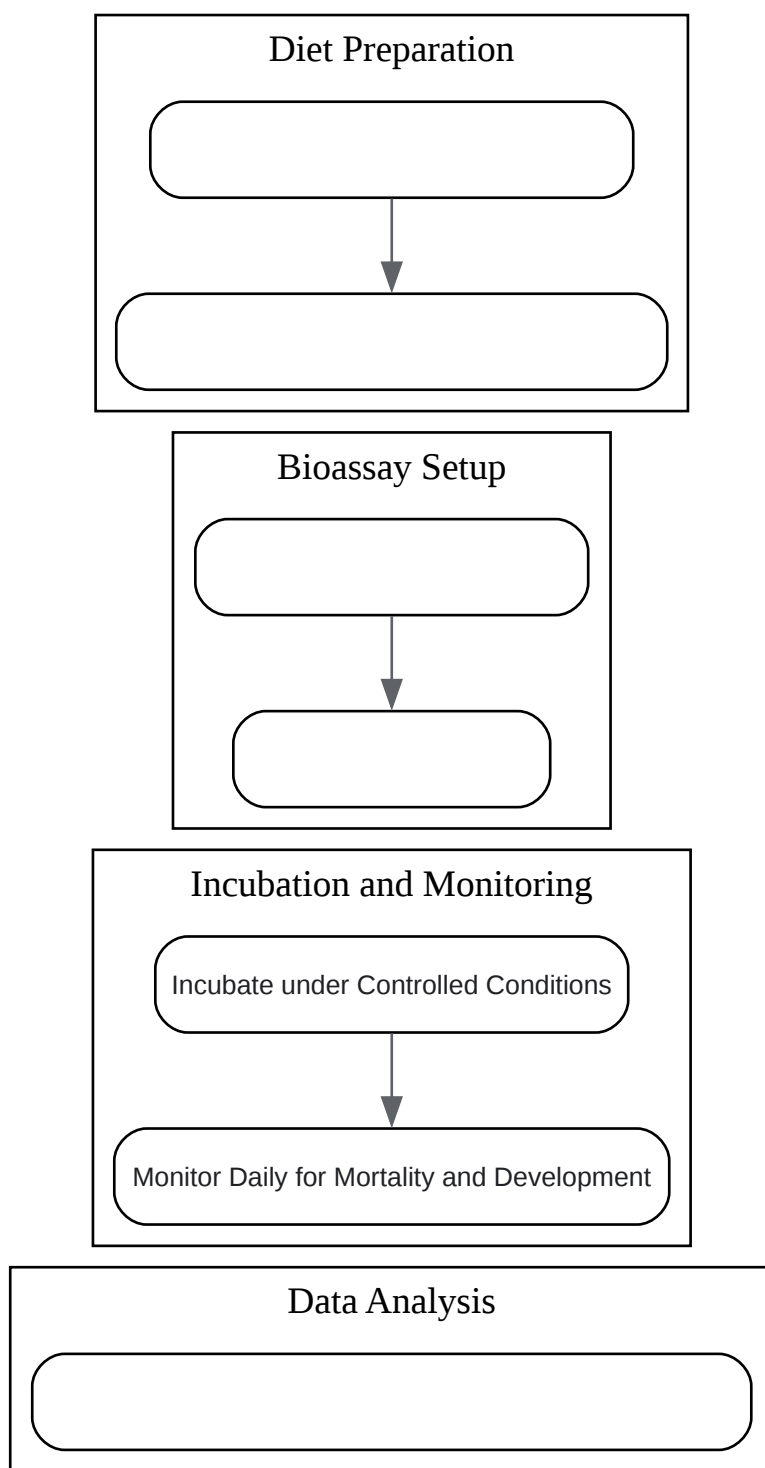 Diet Preparation
Bioassay Setup
Incubation and Monitoring
Incubate under Controlled Conditions
Monitor Daily for Mortality and Development
Data Analysis